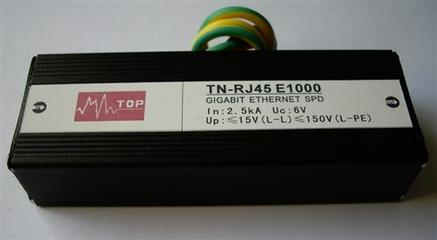 TOP
TN-RJ45 E1000
GIGABIT ETHERNET SPD
In:2.5kA Uc:6V
Up:≤15V(L-L)≤150V(L-PE)